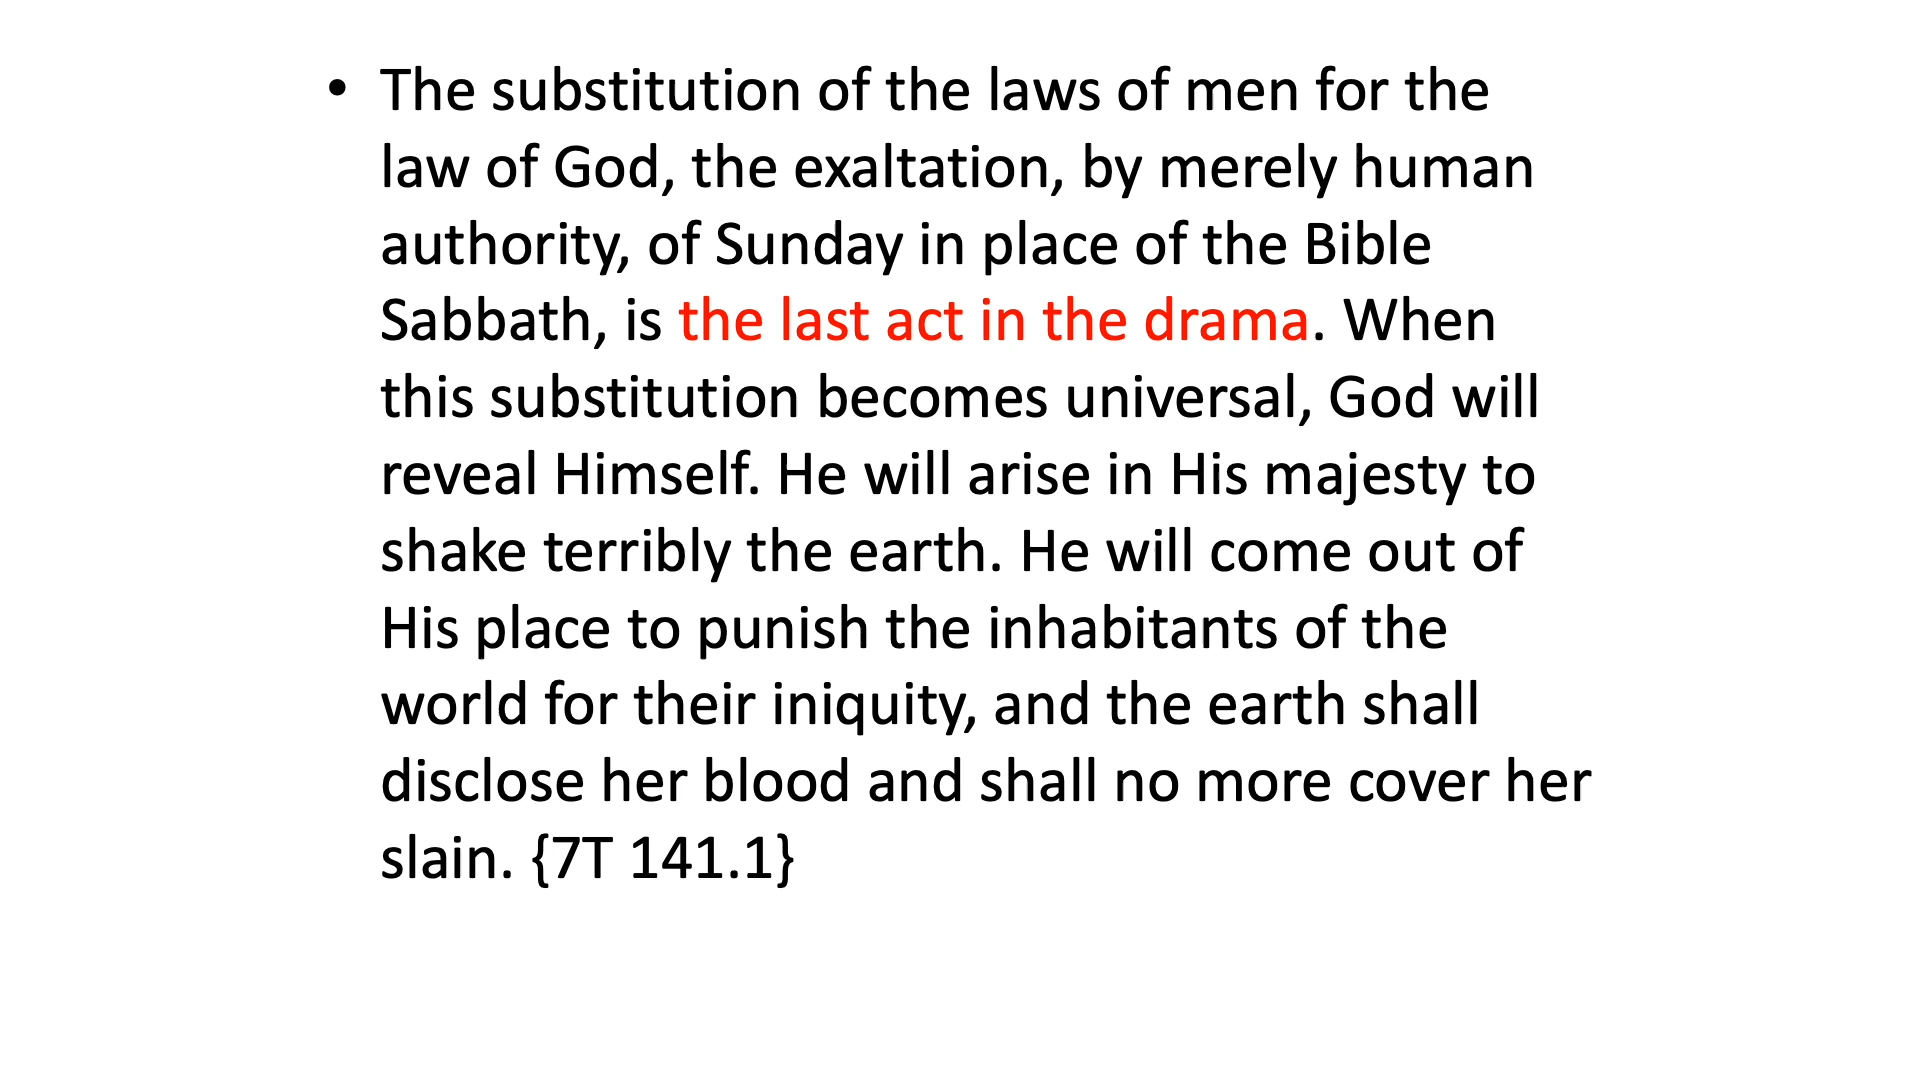 • The substitution of the laws of men for the
law of God, the exaltation, by merely human
authority, of Sunday in place of the Bible
Sabbath, is the last act in the drama. When
this substitution becomes universal, God will
reveal Himself. He will arise in His majesty to
shake terribly the earth. He will come out of
His place to punish the inhabitants of the
world for their iniquity, and the earth shall
disclose her blood and shall no more cover her
slain. {7T 141.1}